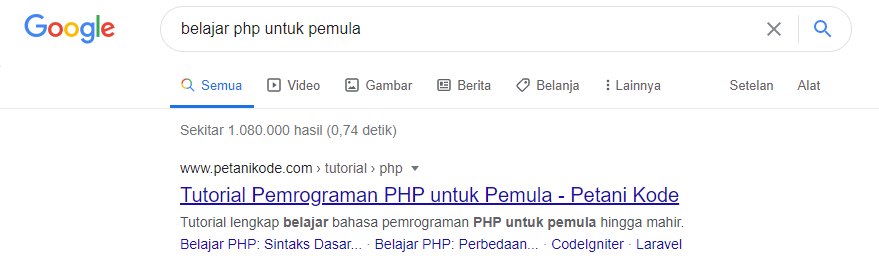 Google
belajar php untuk pemula
Semua Video Gambar Berita Belanja Lainnya Setelan Alat
Sekitar 1.080.000 hasil (0,74 detik)
www.petanikode.com › tutorial › php
Tutorial Pemrograman PHP untuk Pemula - Petani Kode
Tutorial lengkap belajar bahasa pemrograman PHP untuk pemula hingga mahir.
Belajar PHP: Sintaks Dasar... · Belajar PHP: Perbedaan... · CodeIgniter · Laravel